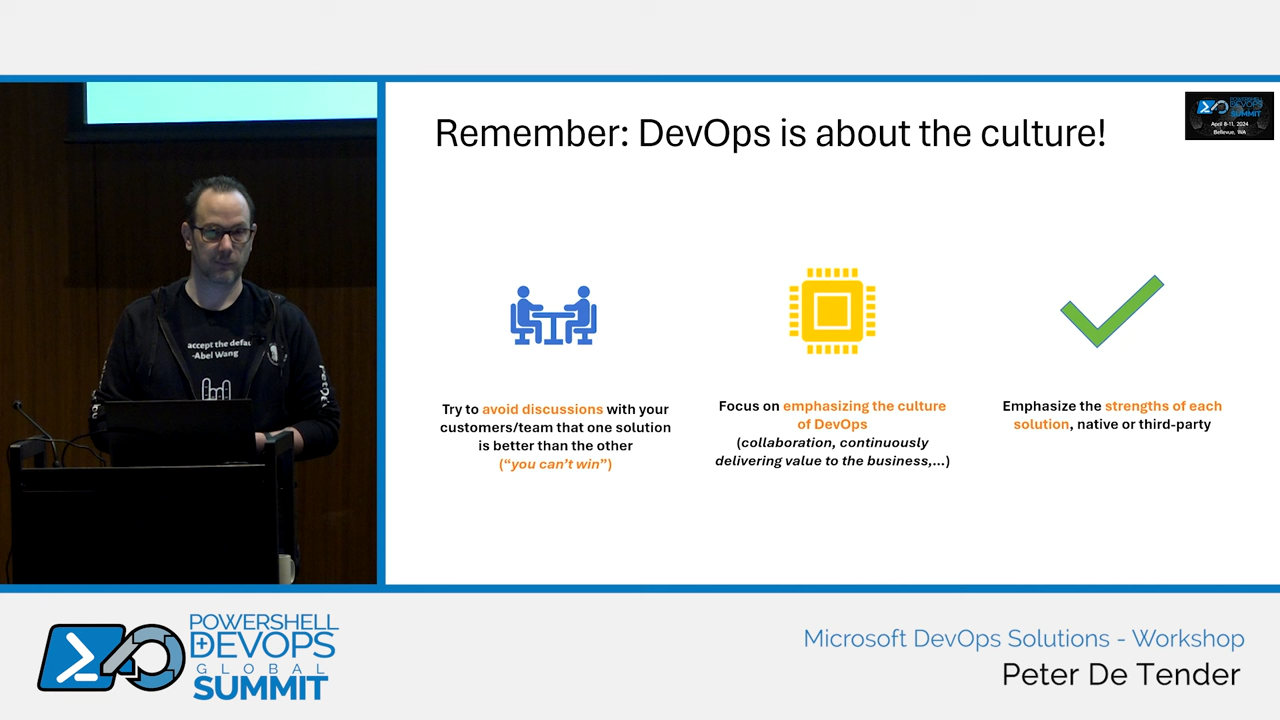 Remember: DevOps is about the culture!
POWERSHELL
DEVOPS
SUMMIT
April 8-11, 2024
Bellevue, WA
accept the defau
-Abel Wang
Try to avoid discussions with your
customers/team that one solution
is better than the other
(“you can’t win”)
Focus on emphasizing the culture
of DevOps
(collaboration, continuously
delivering value to the business,...)
Emphasize the strengths of each
solution, native or third-party
POWERSHELL
DEVOPS
GLOBAL
SUMMIT
Microsoft DevOps Solutions - Workshop
Peter De Tender